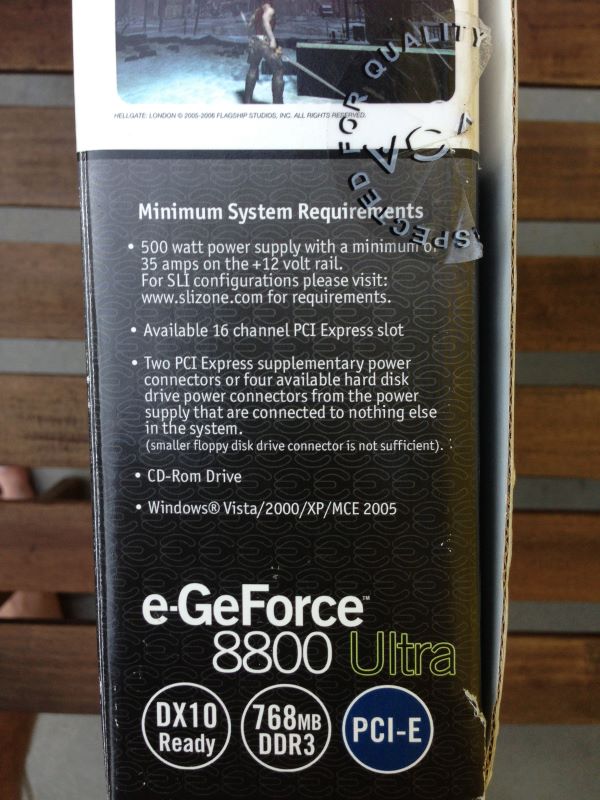 HELLGATE: LONDON © 2005-2006 FLAGSHIP STUDIOS, INC. ALL RIGHTS RESERVED.
INSPECTED FOR QUALITY
Minimum System Requirements
• 500 watt power supply with a minimum of
35 amps on the +12 volt rail.
For SLI configurations please visit:
www.slizone.com for requirements.
• Available 16 channel PCI Express slot
• Two PCI Express supplementary power
connectors or four available hard disk
drive power connectors from the power
supply that are connected to nothing else
in the system.
(smaller floppy disk drive connector is not sufficient).
• CD-Rom Drive
• Windows® Vista/2000/XP/MCE 2005
e-GeForce™
8800 Ultra
DX10
Ready
768MB
DDR3
PCI-E